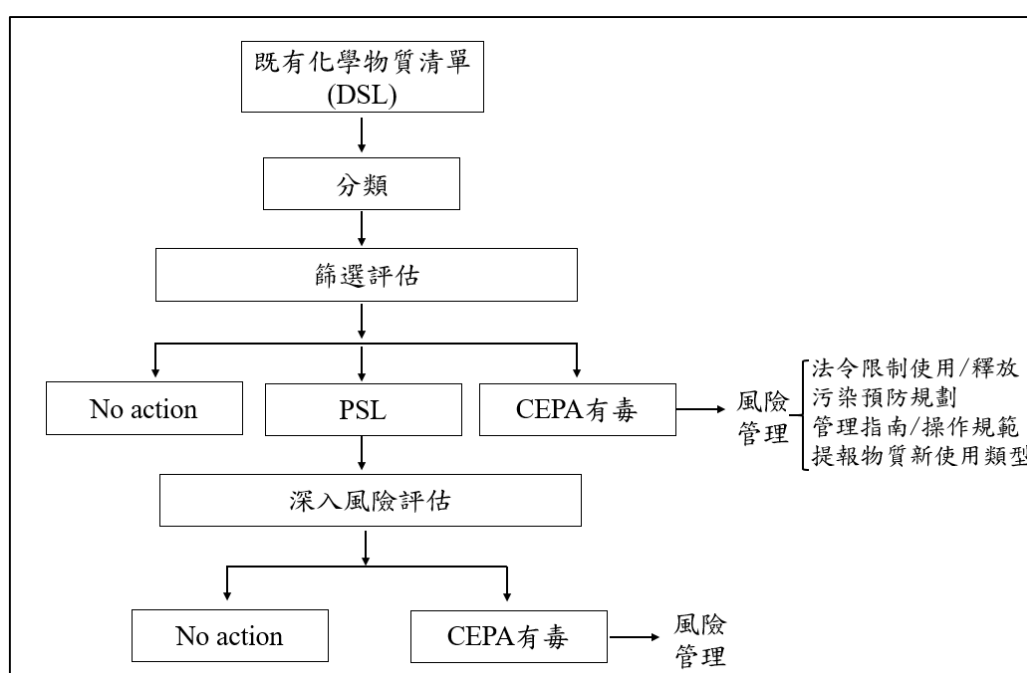 既有化學物質清單
(DSL)
分類
篩選評估
No action
PSL
CEPA有毒
風險
管理
法令限制使用/釋放
污染預防規劃
管理指南/操作規範
提報物質新使用類型
深入風險評估
No action
CEPA有毒
風險
管理